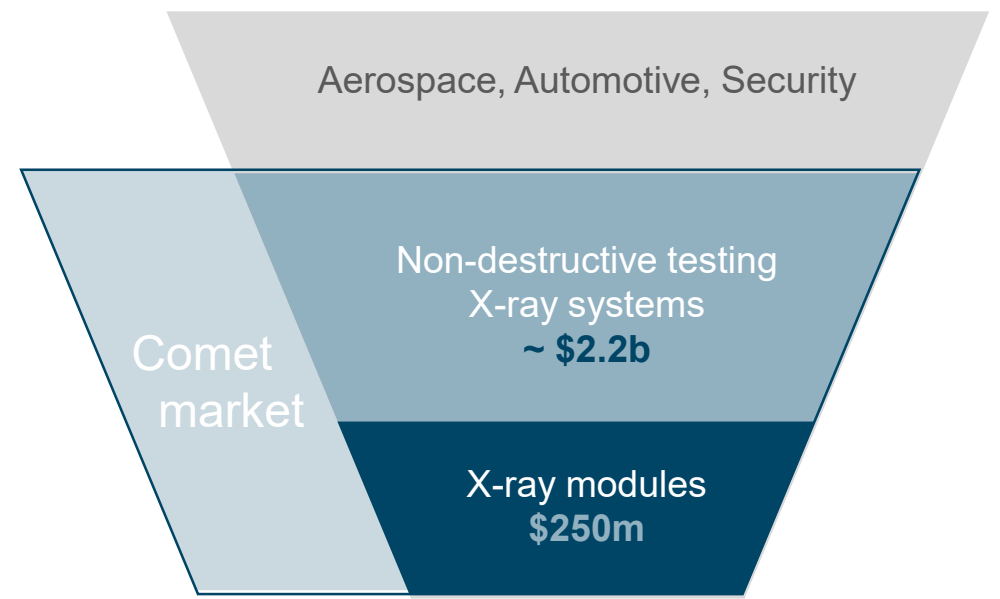 Aerospace, Automotive, Security
Non-destructive testing
X-ray systems
~ $2.2b
Comet
market
X-ray modules
$250m